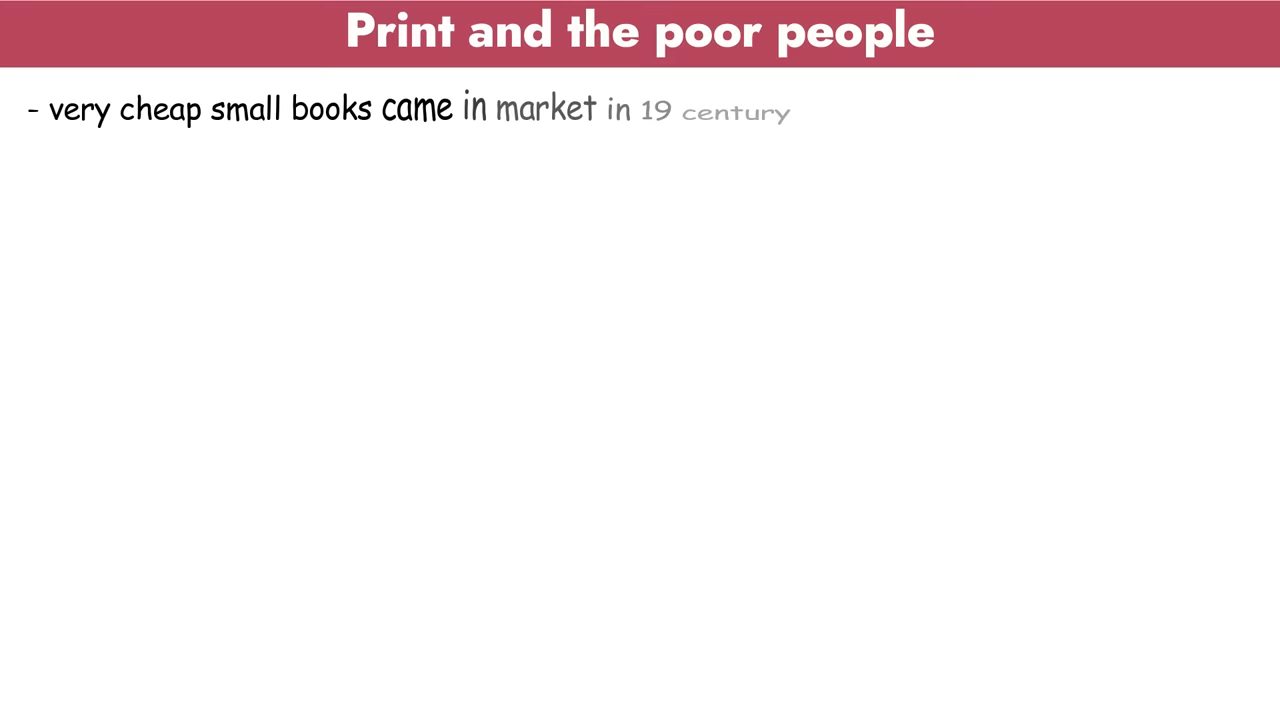 Print and the poor people
- very cheap small books came in market in 19 century